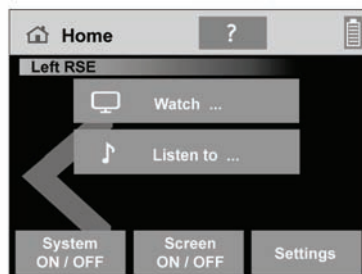 Home
?
Left RSE
Watch ...
Listen to ...
System
ON / OFF
Screen
ON / OFF
Settings